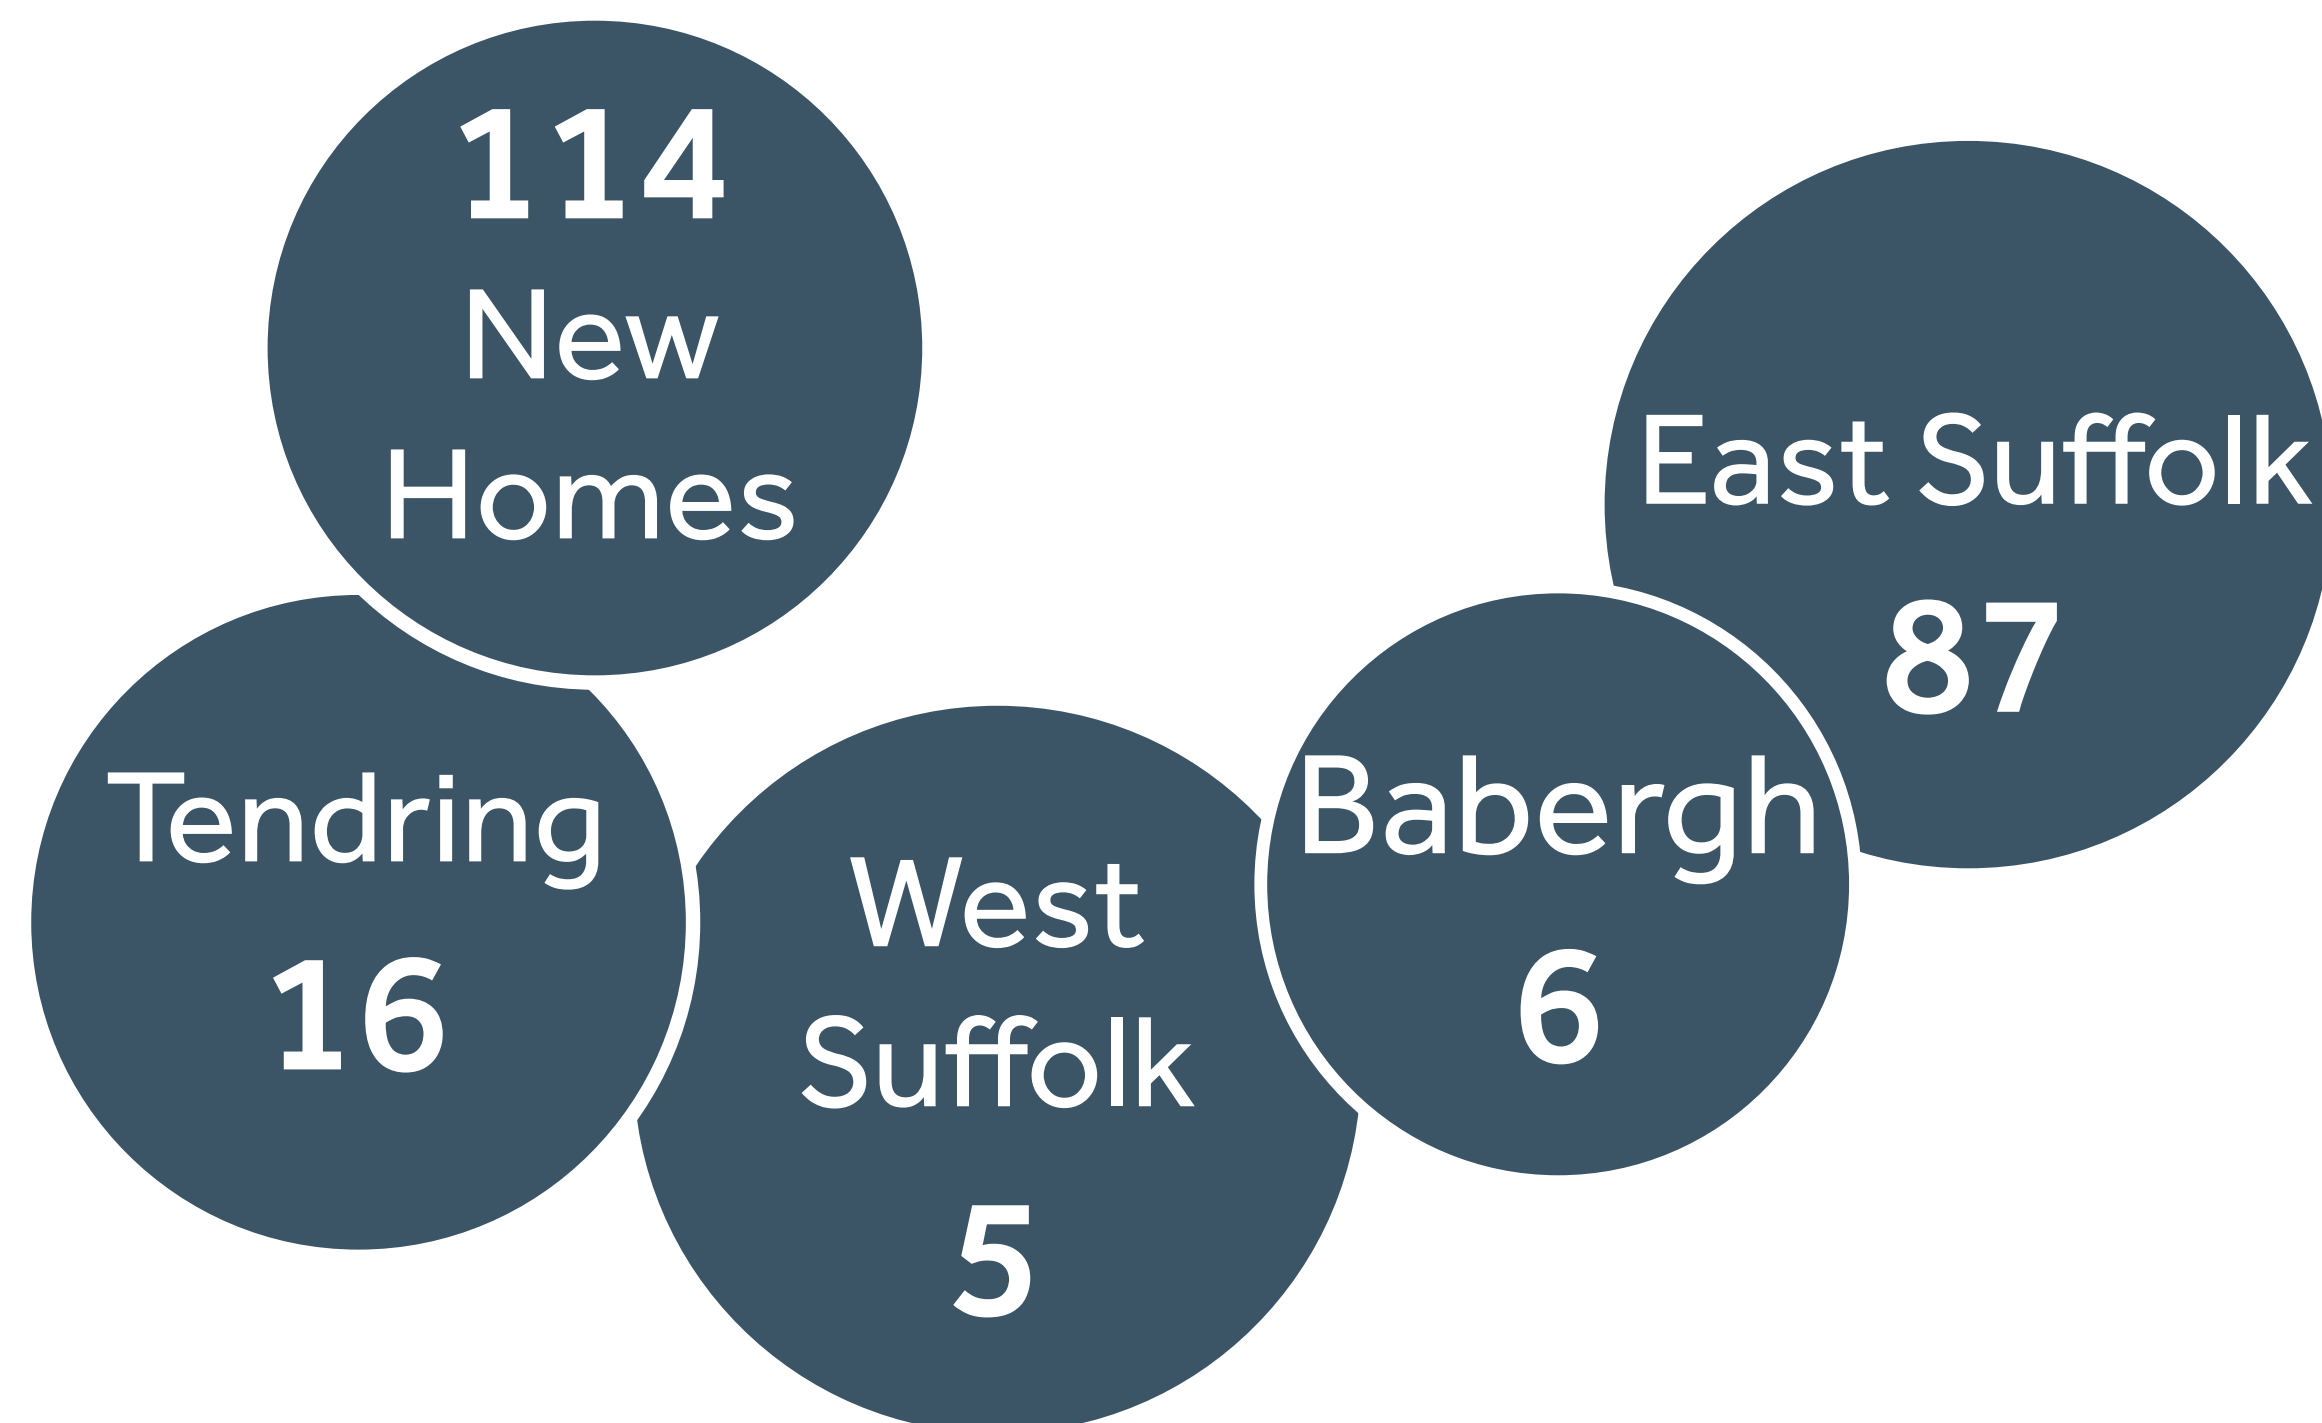 114
New
Homes
Tendring
16
West
Suffolk
5
Babergh
6
East Suffolk
87